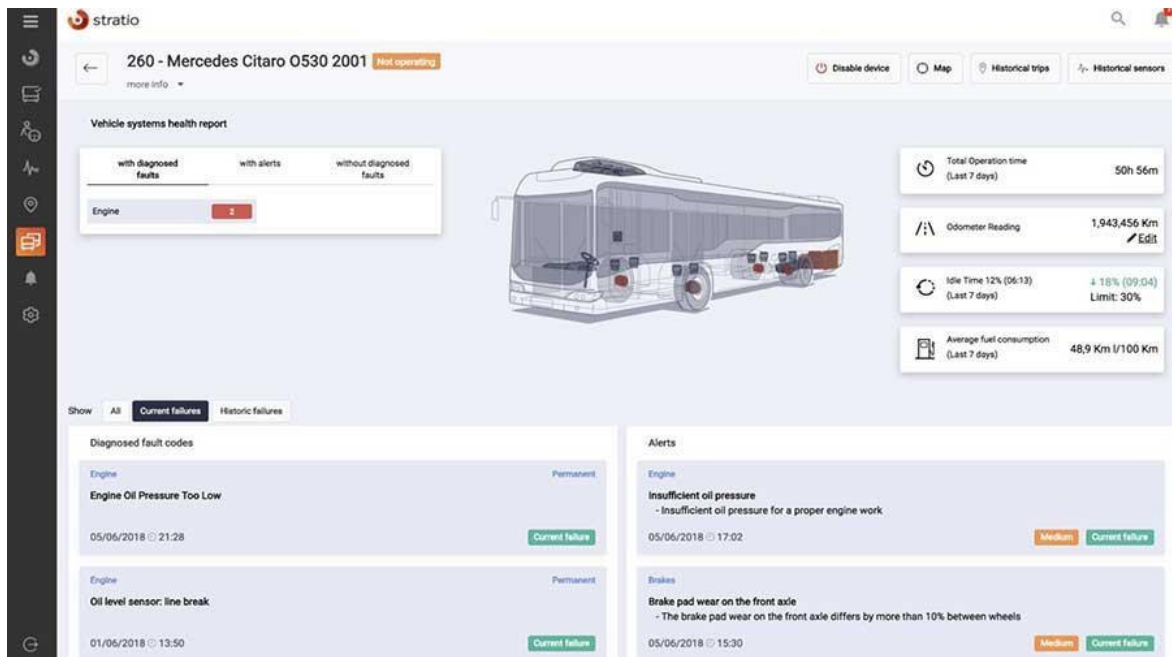 stratio
260 - Mercedes Citaro O530 2001 Not operating
more info
Disable device
Map
Historical trips
Historical sensors
Vehicle systems health report
with diagnosed
faults
with alerts
without diagnosed
faults
Engine 2
Total Operation time
(Last 7 days)
50h 56m
Odometer Reading
1,943,456 Km
Edit
Idle Time 12% (06:13)
(Last 7 days)
↓ 18% (09:04)
Limit: 30%
Average fuel consumption
(Last 7 days)
48,9 Km l/100 Km
Show All Current failures Historic failures
Diagnosed fault codes
Engine Permanent
Engine Oil Pressure Too Low
05/06/2018 21:28 Current failure
Engine Permanent
Oil level sensor: line break
01/06/2018 13:50 Current failure
Alerts
Engine
Insufficient oil pressure
- Insufficient oil pressure for a proper engine work
05/06/2018 17:02 Medium Current failure
Brakes
Brake pad wear on the front axle
- The brake pad wear on the front axle differs by more than 10% between wheels
05/06/2018 15:30 Medium Current failure